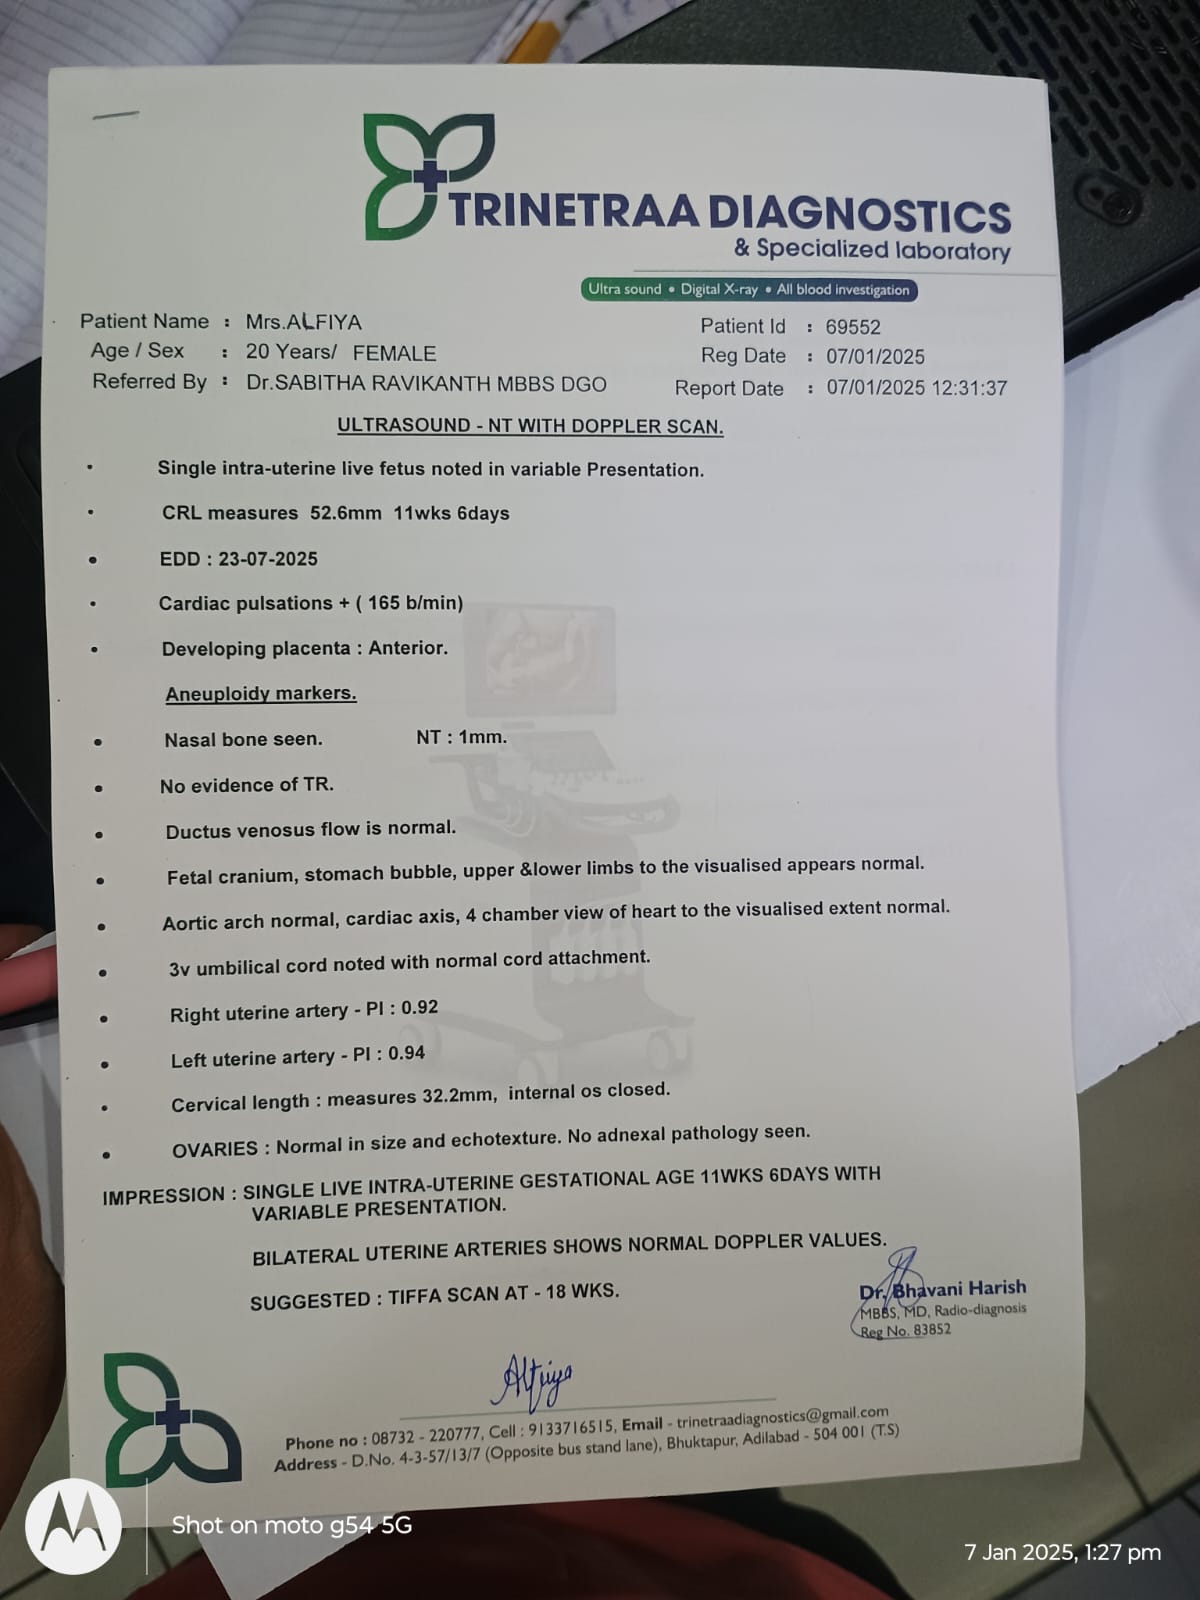 TRINETRAA DIAGNOSTICS
& Specialized laboratory
Ultra sound • Digital X-ray • All blood investigation
Patient Name : Mrs.ALFIYA
Patient Id : 69552
Age / Sex : 20 Years/ FEMALE
Reg Date : 07/01/2025
Referred By : Dr.SABITHA RAVIKANTH MBBS DGO
Report Date : 07/01/2025 12:31:37
ULTRASOUND - NT WITH DOPPLER SCAN.
• Single intra-uterine live fetus noted in variable Presentation.
• CRL measures 52.6mm 11wks 6days
• EDD : 23-07-2025
• Cardiac pulsations + ( 165 b/min)
• Developing placenta : Anterior.
Aneuploidy markers.
• Nasal bone seen. NT : 1mm.
• No evidence of TR.
• Ductus venosus flow is normal.
• Fetal cranium, stomach bubble, upper &lower limbs to the visualised appears normal.
• Aortic arch normal, cardiac axis, 4 chamber view of heart to the visualised extent normal.
• 3v umbilical cord noted with normal cord attachment.
• Right uterine artery - PI : 0.92
• Left uterine artery - PI : 0.94
• Cervical length : measures 32.2mm, internal os closed.
• OVARIES : Normal in size and echotexture. No adnexal pathology seen.
IMPRESSION : SINGLE LIVE INTRA-UTERINE GESTATIONAL AGE 11WKS 6DAYS WITH
VARIABLE PRESENTATION.
BILATERAL UTERINE ARTERIES SHOWS NORMAL DOPPLER VALUES.
SUGGESTED : TIFFA SCAN AT - 18 WKS.
Dr. Bhavani Harish
MBBS, MD, Radio-diagnosis
Reg No. 83852
Alfiya
Phone no : 08732 - 220777, Cell : 9133716515, Email - trinetraadiagnostics@gmail.com
Address - D.No. 4-3-57/13/7 (Opposite bus stand lane), Bhuktapur, Adilabad - 504 001 (T.S)
Shot on moto g54 5G
7 Jan 2025, 1:27 pm